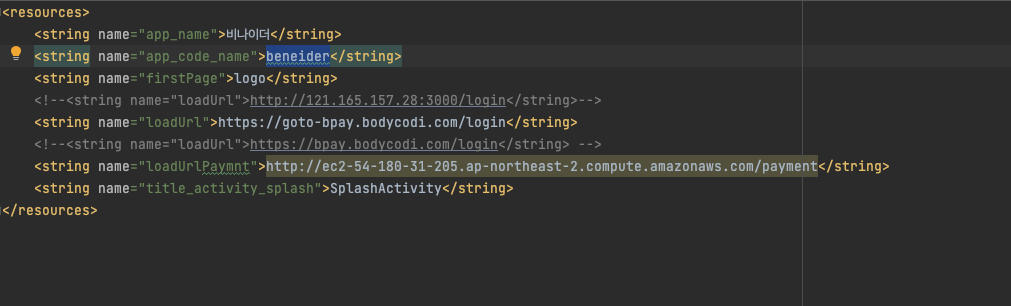 <resources>
<string name="app_name">비나이더</string>
<string name="app_code_name">beneider</string>
<string name="firstPage">logo</string>
<!--<string name="loadUrl">http://121.165.157.28:3000/login</string>-->
<string name="loadUrl">https://goto-bpay.bodycodi.com/login</string>
<!--<string name="loadUrl">https://bpay.bodycodi.com/login</string> -->
<string name="loadUrlPaymnt">http://ec2-54-180-31-205.ap-northeast-2.compute.amazonaws.com/payment</string>
<string name="title_activity_splash">SplashActivity</string>
</resources>